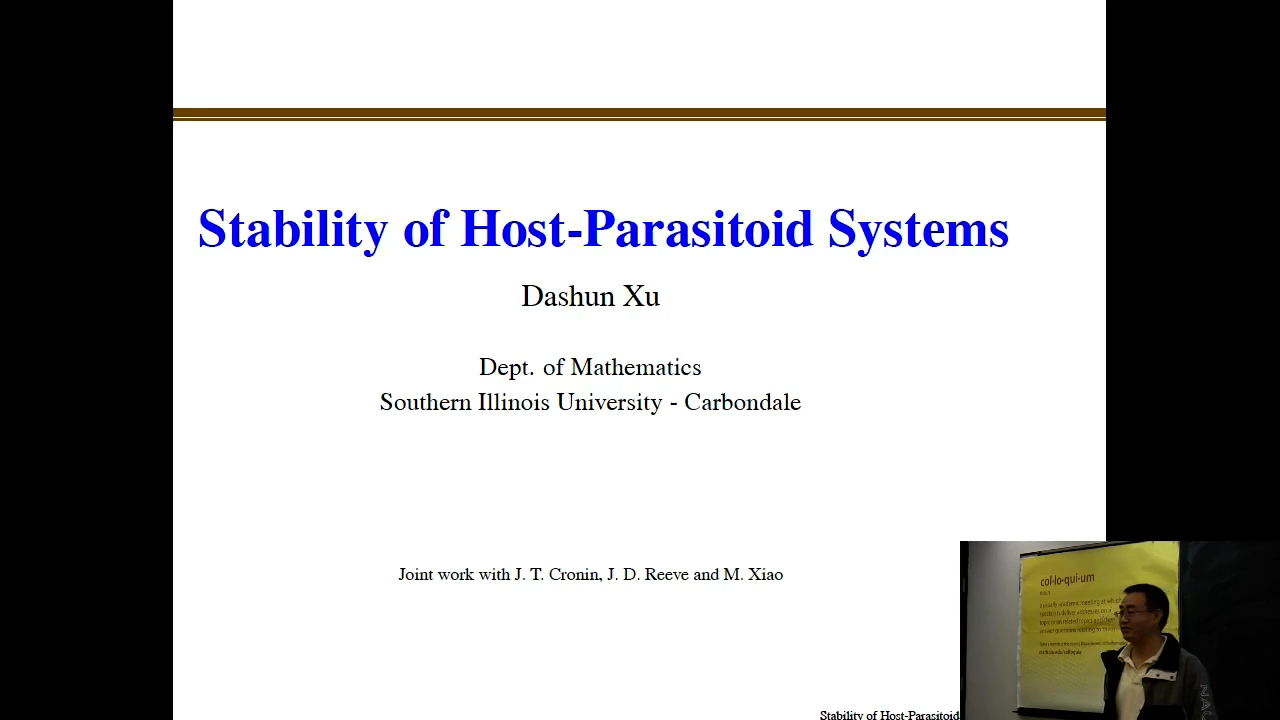 Stability of Host-Parasitoid Systems
Dashun Xu
Dept. of Mathematics
Southern Illinois University - Carbondale
Joint work with J. T. Cronin, J. D. Reeve and M. Xiao
Stability of Host-Parasitoid
col·lo·qui·um